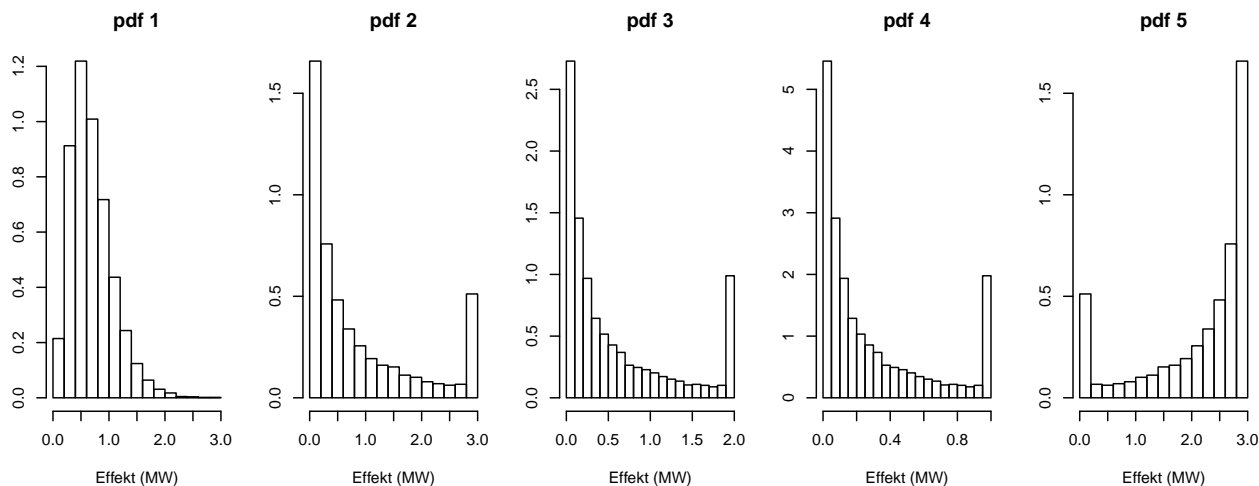 pdf 1
pdf 2
pdf 3
pdf 4
pdf 5
0.0 0.2 0.4 0.6 0.8 1.0 1.2
0.0 1.0 2.0 3.0
Effekt (MW)
0.0 0.5 1.0 1.5
0.0 1.0 2.0 3.0
Effekt (MW)
0.0 0.5 1.0 1.5 2.0 2.5
0.0 0.5 1.0 1.5 2.0
Effekt (MW)
0 1 2 3 4 5
0.0 0.4 0.8
Effekt (MW)
0.0 0.5 1.0 1.5
0.0 1.0 2.0 3.0
Effekt (MW)